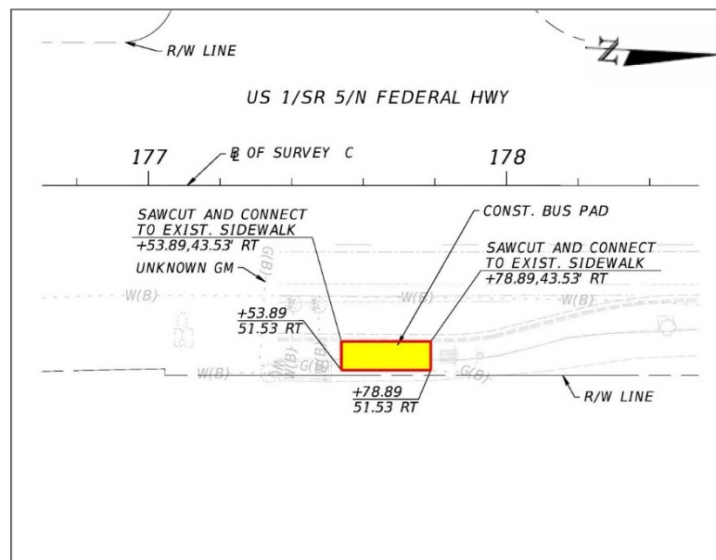 R/W LINE
N
US 1/SR 5/N FEDERAL HWY
177
℄ OF SURVEY C
178
SAWCUT AND CONNECT
TO EXIST. SIDEWALK
+53.89,43.53' RT
CONST. BUS PAD
SAWCUT AND CONNECT
TO EXIST. SIDEWALK
+78.89,43.53' RT
UNKNOWN GM
G(B)
W(B)
W(B)
W(B)
+53.89
51.53 RT
W(B)
W(B)
W(B)
G(B)
G(B)
+78.89
51.53 RT
R/W LINE